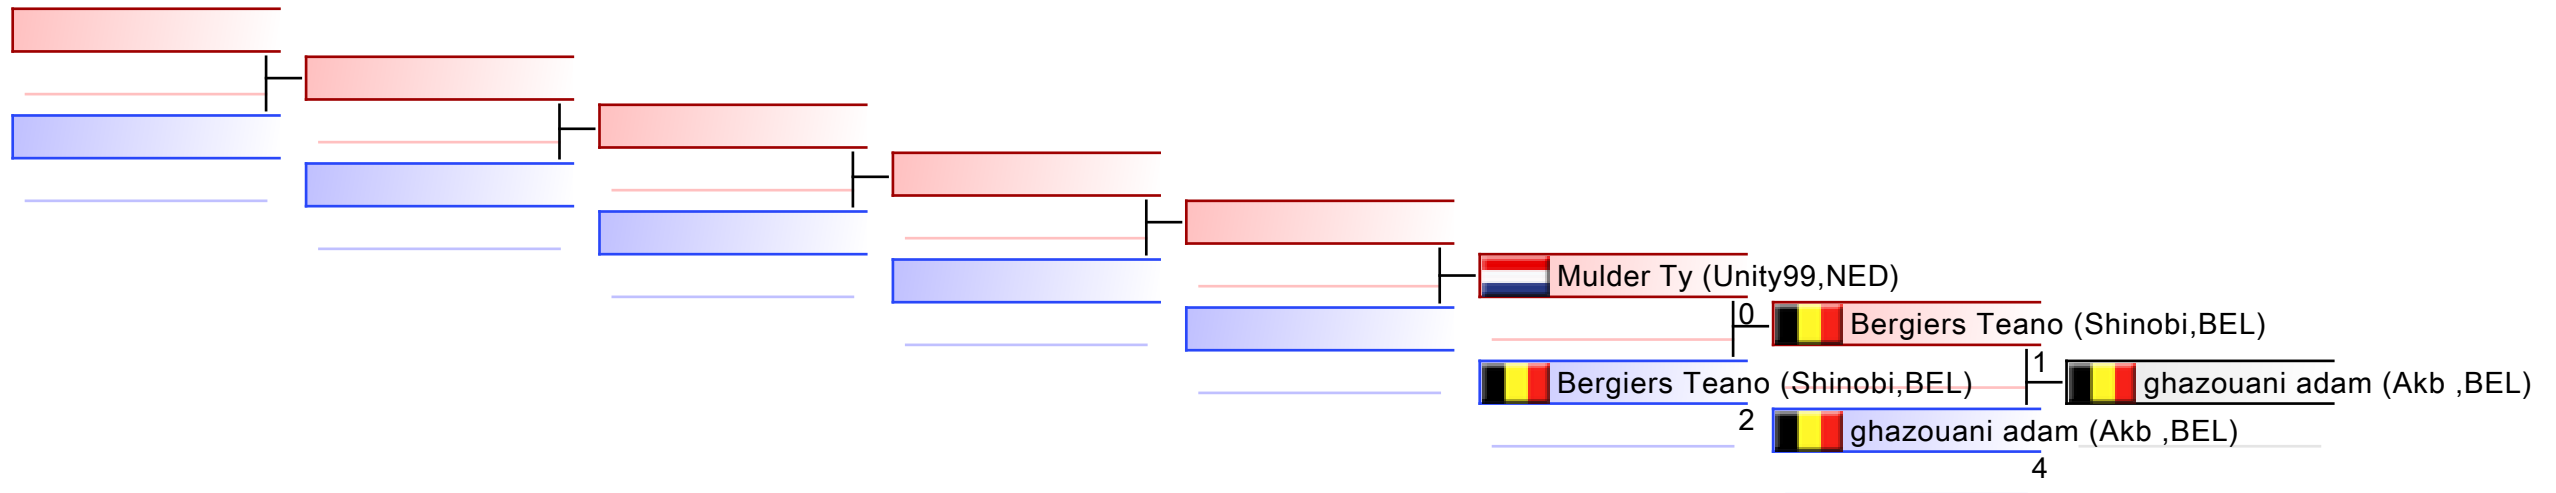 Mulder Ty (Unity99,NED)
0
Bergiers Teano (Shinobi,BEL)
1
Bergiers Teano (Shinobi,BEL)
ghazouani adam (Akb ,BEL)
2
ghazouani adam (Akb ,BEL)
4